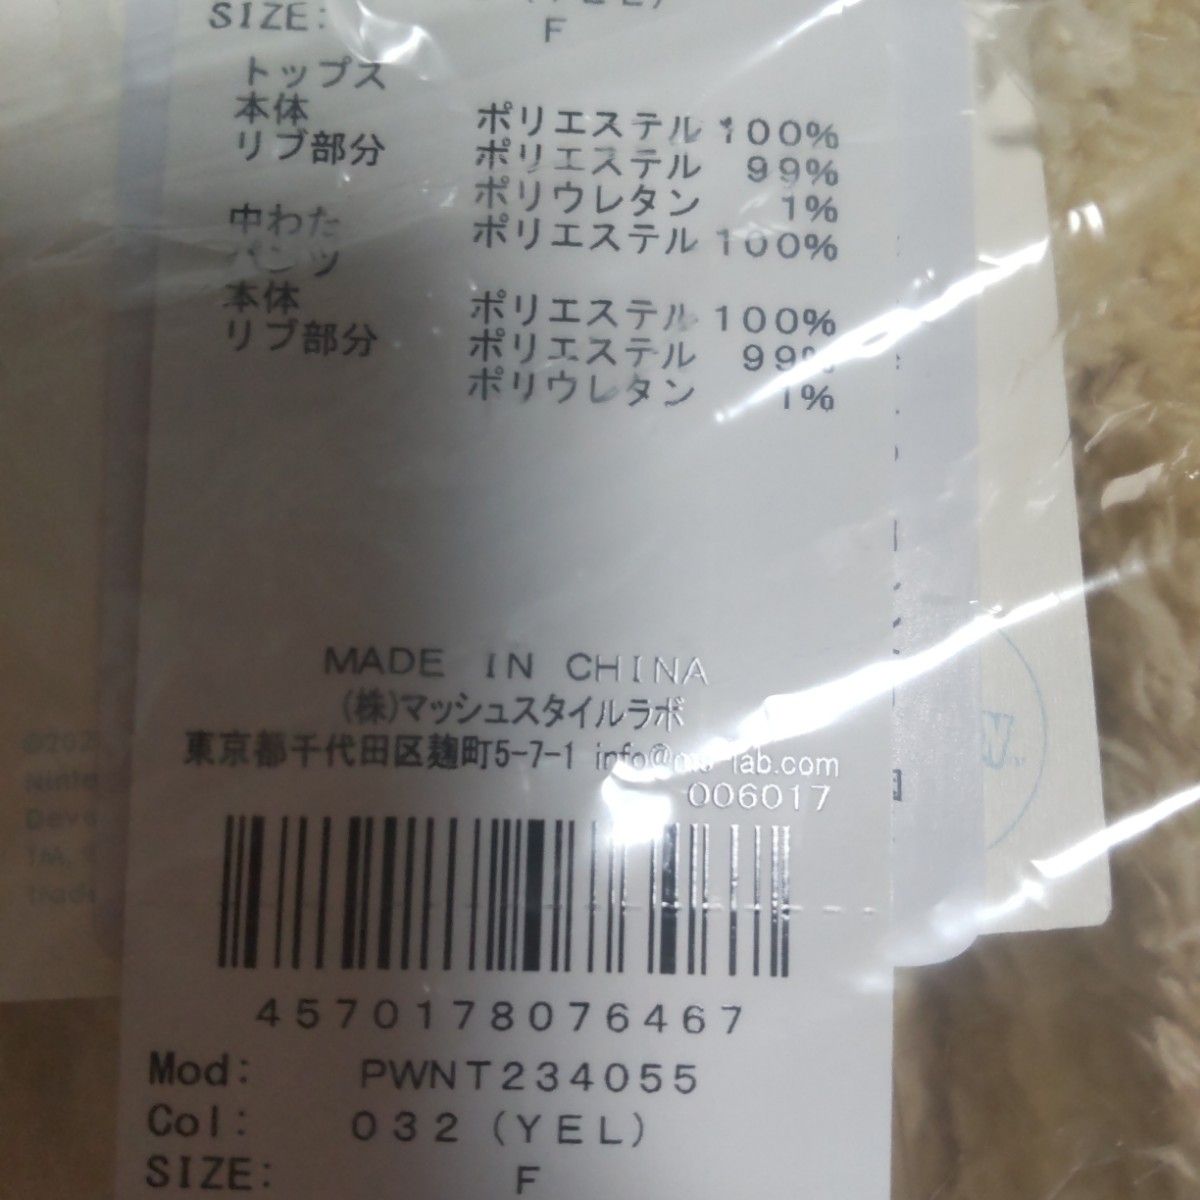 SIZE: F
トップス
本体 ポリエステル 100%
リブ部分 ポリエステル 99%
ポリウレタン 1%
中わた ポリエステル 100%
パンツ
本体 ポリエステル 100%
リブ部分 ポリエステル 99%
ポリウレタン 1%
MADE IN CHINA
(株)マッシュスタイルラボ
東京都千代田区麹町5-7-1
006017
4570178076467
Mod: PWNT234055
Col: 032(YEL)
SIZE: F